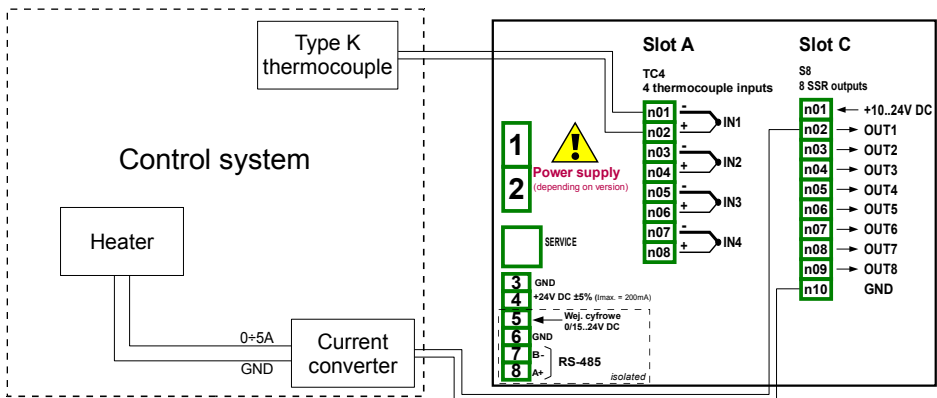 Type K
thermocouple
Control system
Heater
0÷5A
GND
Current
converter
Slot A
TC4
4 thermocouple inputs
n01 - IN1
n02 +
n03 - IN2
n04 +
n05 - IN3
n06 +
n07 - IN4
n08 +
Slot C
S8
8 SSR outputs
n01 +10..24V DC
n02 OUT1
n03 OUT2
n04 OUT3
n05 OUT4
n06 OUT5
n07 OUT6
n08 OUT7
n09 OUT8
n10 GND
1
2
Power supply
(depending on version)
SERVICE
3 GND
4 +24V DC ±5% (Imax. = 200mA)
5 Wej. cyfrowe
0/15..24V DC
6 GND
7 B-
RS-485
8 A+
isolated